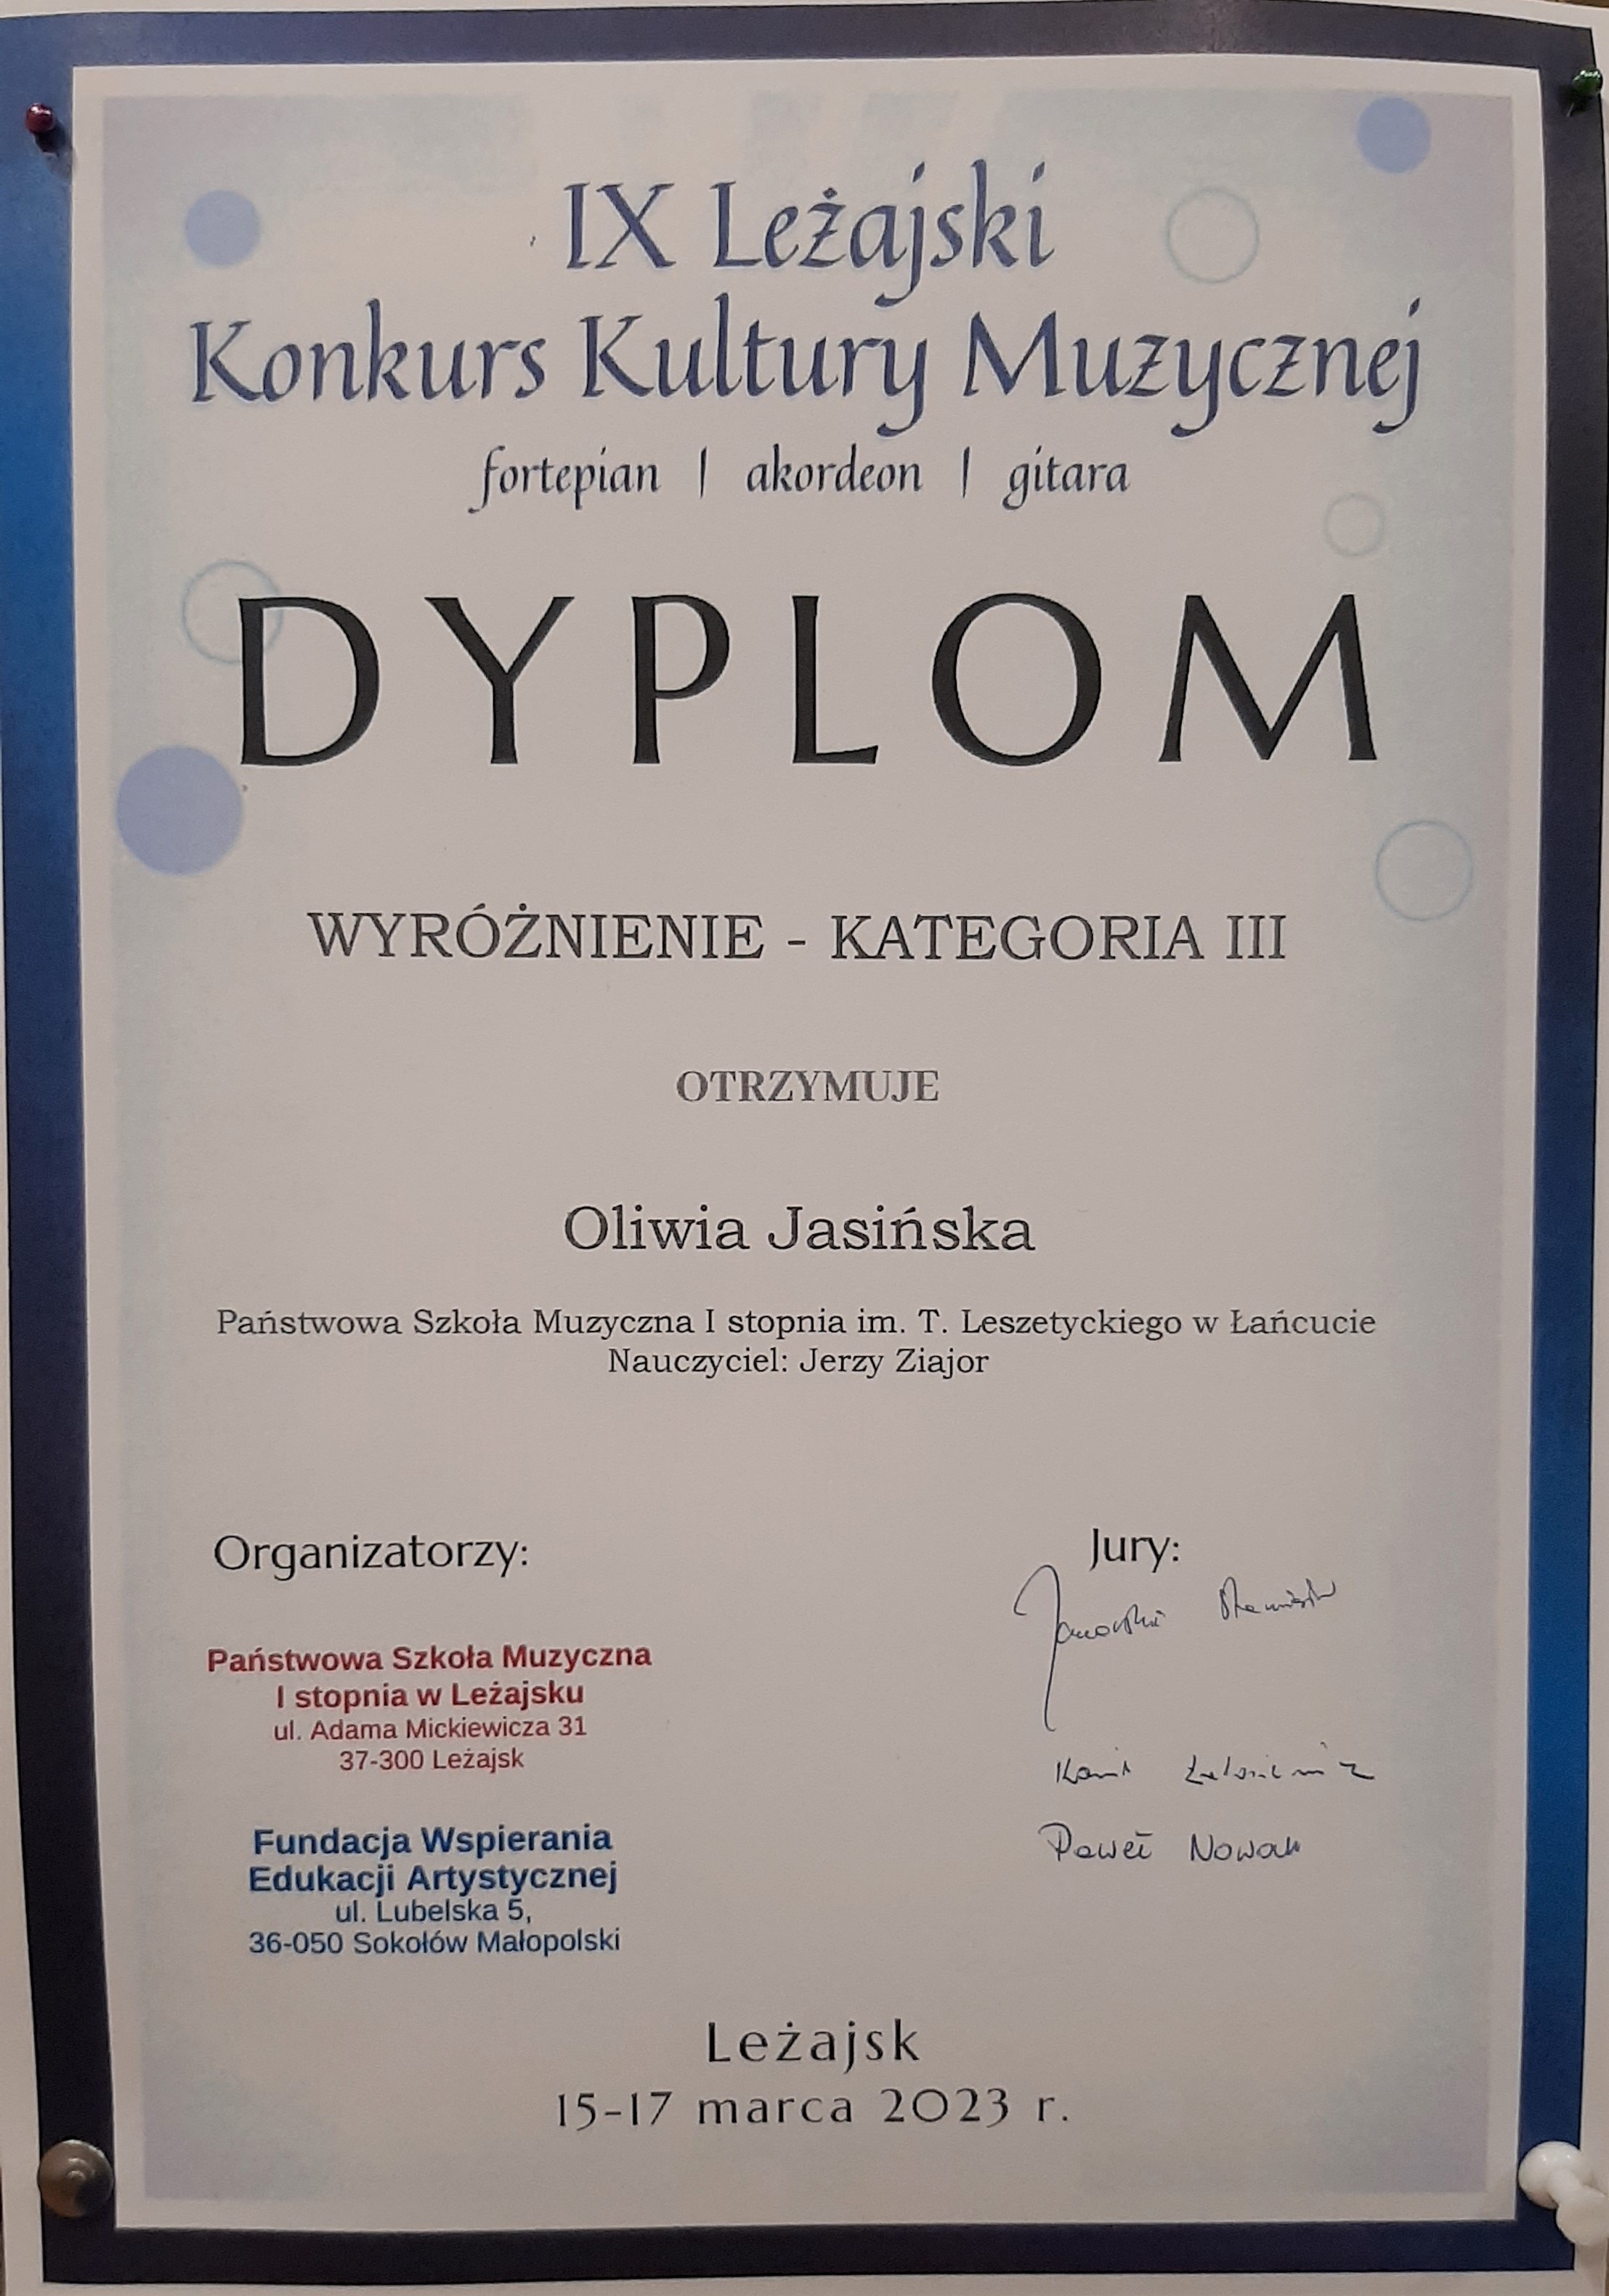 IX Leżajski
Konkurs Kultury Muzycznej
fortepian | akordeon | gitara
DYPLOM
WYRÓŻNIENIE - KATEGORIA III
OTRZYMUJE
Oliwia Jasińska
Państwowa Szkoła Muzyczna I stopnia im. T. Leszetyckiego w Łańcucie
Nauczyciel: Jerzy Ziajor
Organizatorzy:
Państwowa Szkoła Muzyczna
I stopnia w Leżajsku
ul. Adama Mickiewicza 31
37-300 Leżajsk
Fundacja Wspierania
Edukacji Artystycznej
ul. Lubelska 5,
36-050 Sokołów Małopolski
Jury:
Paweł Nowak
Leżajsk
15-17 marca 2023 r.